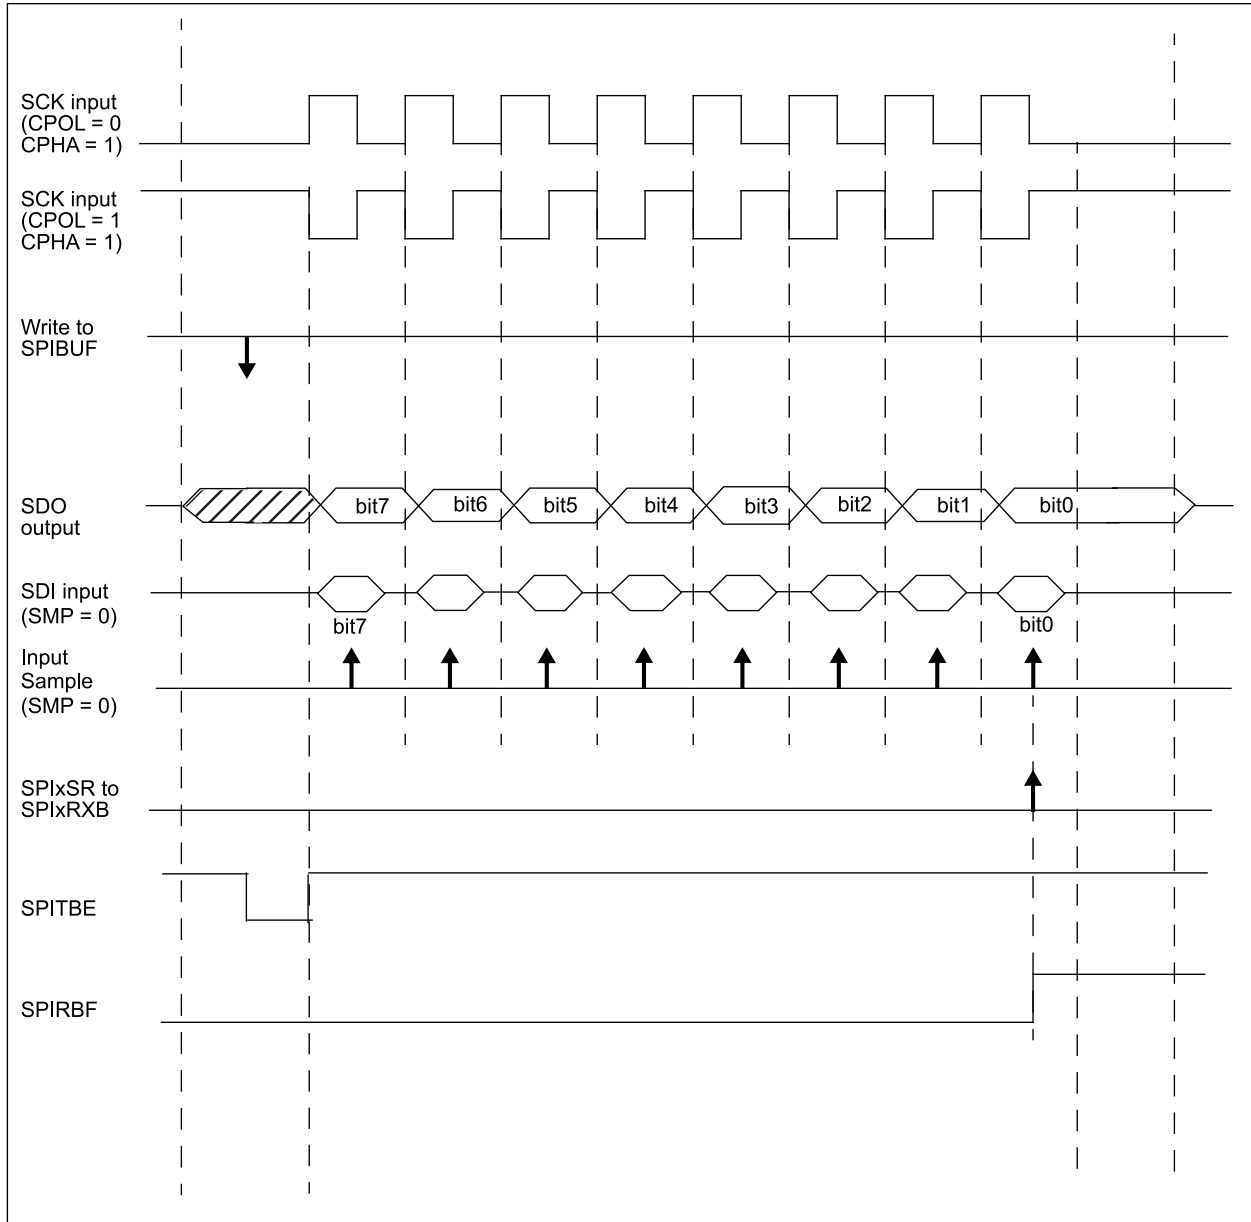 SCK input
(CPOL = 0
CPHA = 1)
SCK input
(CPOL = 1
CPHA = 1)
Write to
SPIBUF
SDO
output
bit7 bit6 bit5 bit4 bit3 bit2 bit1 bit0
SDI input
(SMP = 0)
bit7 bit0
Input
Sample
(SMP = 0)
SPIxSR to
SPIxRXB
SPITBE
SPIRBF